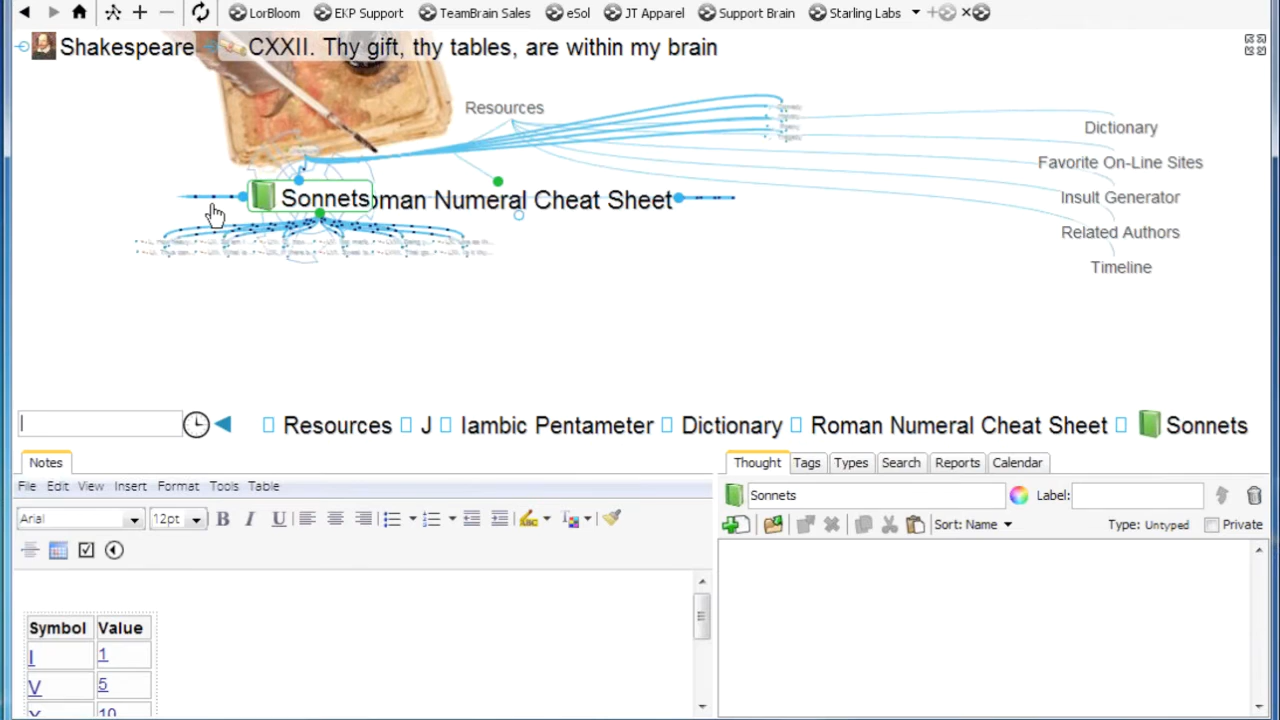 LorBloom EKP Support TeamBrain Sales eSol JT Apparel Support Brain Starling Labs
Shakespeare CXXII. Thy gift, thy tables, are within my brain
Resources
Dictionary
Favorite On-Line Sites
Sonnets oman Numeral Cheat Sheet
Insult Generator
Related Authors
Timeline
Resources J Iambic Pentameter Dictionary Roman Numeral Cheat Sheet Sonnets
Notes
Thought Tags Types Search Reports Calendar
File Edit View Insert Format Tools Table
Sonnets Label:
Arial 12pt B I U
Sort: Name Type: Untyped Private
Symbol Value
I 1
V 5
X 10